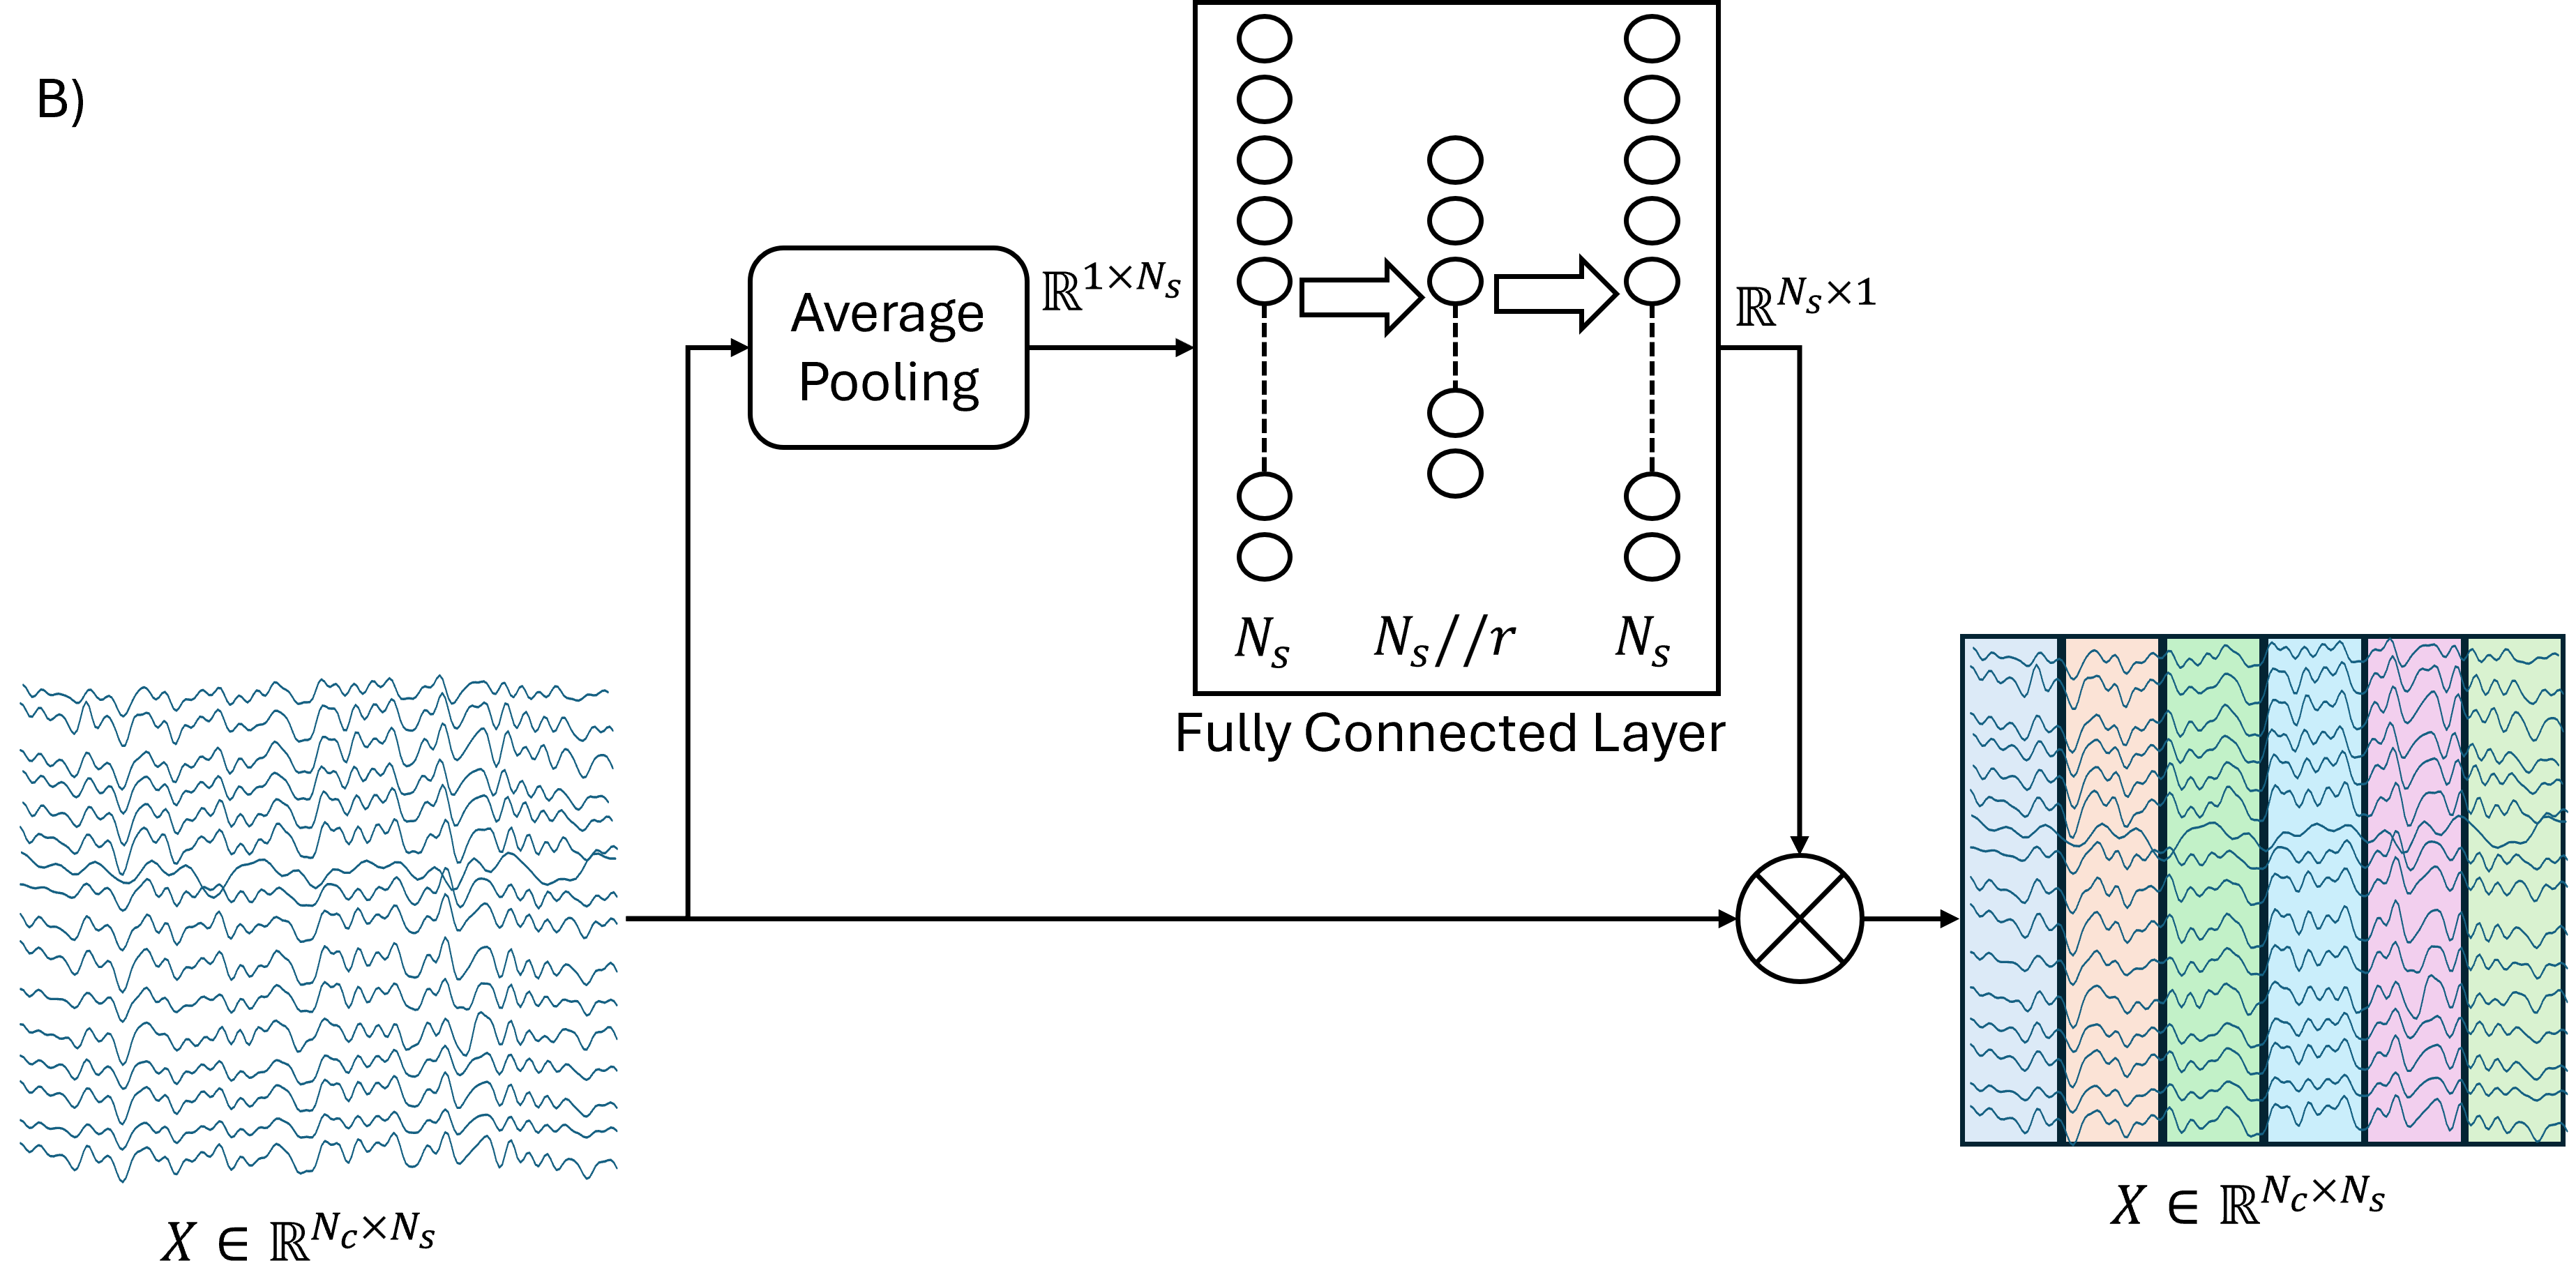 B)
Average
Pooling
ℝ^{1×N_s}
N_s
N_s//r
N_s
Fully Connected Layer
ℝ^{N_s×1}
X ∈ ℝ^{N_c×N_s}
X ∈ ℝ^{N_c×N_s}